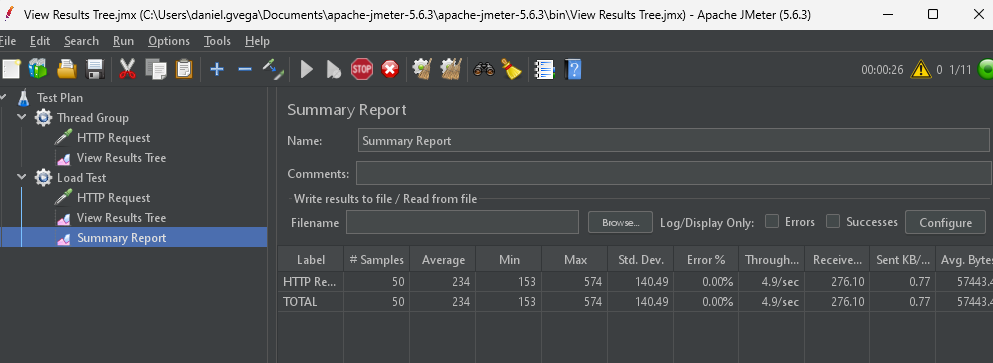 View Results Tree.jmx (C:\Users\daniel.gvega\Documents\apache-jmeter-5.6.3\apache-jmeter-5.6.3\bin\View Results Tree.jmx) - Apache JMeter (5.6.3)
File Edit Search Run Options Tools Help
STOP 00:00:26 0 1/11
Test Plan
Thread Group
HTTP Request
View Results Tree
Load Test
HTTP Request
View Results Tree
Summary Report
Summary Report
Name: Summary Report
Comments:
Write results to file / Read from file
Filename Browse... Log/Display Only: Errors Successes Configure
Label # Samples Average Min Max Std. Dev. Error % Through... Receive... Sent KB/... Avg. Bytes
HTTP Re... 50 234 153 574 140.49 0.00% 4.9/sec 276.10 0.77 57443.4
TOTAL 50 234 153 574 140.49 0.00% 4.9/sec 276.10 0.77 57443.4